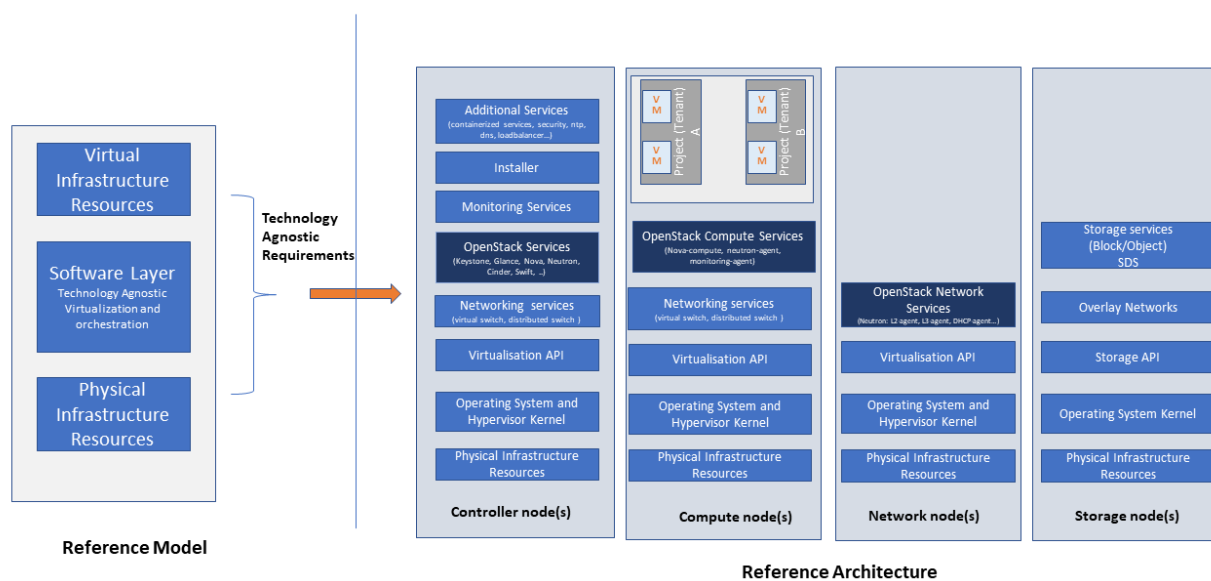 Virtual
Infrastructure
Resources
Software Layer
Technology Agnostic
Virtualization and
orchestration
Physical
Infrastructure
Resources
Reference Model
Technology
Agnostic
Requirements
Additional Services
(containerized services, security, ntp,
dns, loadbalancer...)
Installer
Monitoring Services
OpenStack Services
(Keystone, Glance, Nova, Neutron,
Cinder, Swift, ..)
Networking services
(virtual switch, distributed switch )
Virtualisation API
Operating System and
Hypervisor Kernel
Physical Infrastructure
Resources
Controller node(s)
V
M
V
M
Project (Tenant)
A
V
M
V
M
Project (Tenant)
B
OpenStack Compute Services
(Nova-compute, neutron-agent,
monitoring-agent)
Networking services
(virtual switch, distributed switch )
Virtualisation API
Operating System and
Hypervisor Kernel
Physical Infrastructure
Resources
Compute node(s)
OpenStack Network
Services
(Neutron: L2 agent, L3 agent, DHCP agent...)
Virtualisation API
Operating System and
Hypervisor Kernel
Physical Infrastructure
Resources
Network node(s)
Storage services
(Block/Object)
SDS
Overlay Networks
Storage API
Operating System Kernel
Physical Infrastructure
Resources
Storage node(s)
Reference Architecture